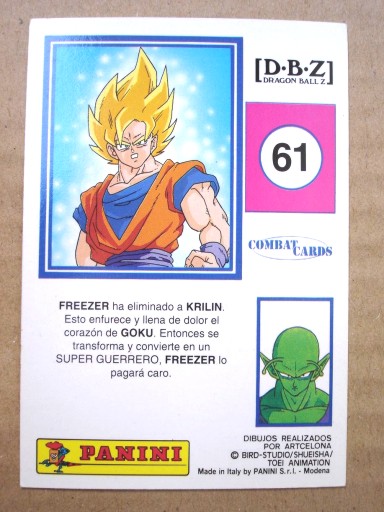 [D·B·Z]
DRAGON BALL Z
61
COMBAT
CARDS
FREEZER ha eliminado a KRILIN.
Esto enfurece y llena de dolor el
corazón de GOKU. Entonces se
transforma y convierte en un
SUPER GUERRERO, FREEZER lo
pagará caro.
PANINI
DIBUJOS REALIZADOS
POR ARTCELONA
© BIRD-STUDIO/SHUEISHA/
TOEI ANIMATION
Made in Italy by PANINI S.r.l. - Modena